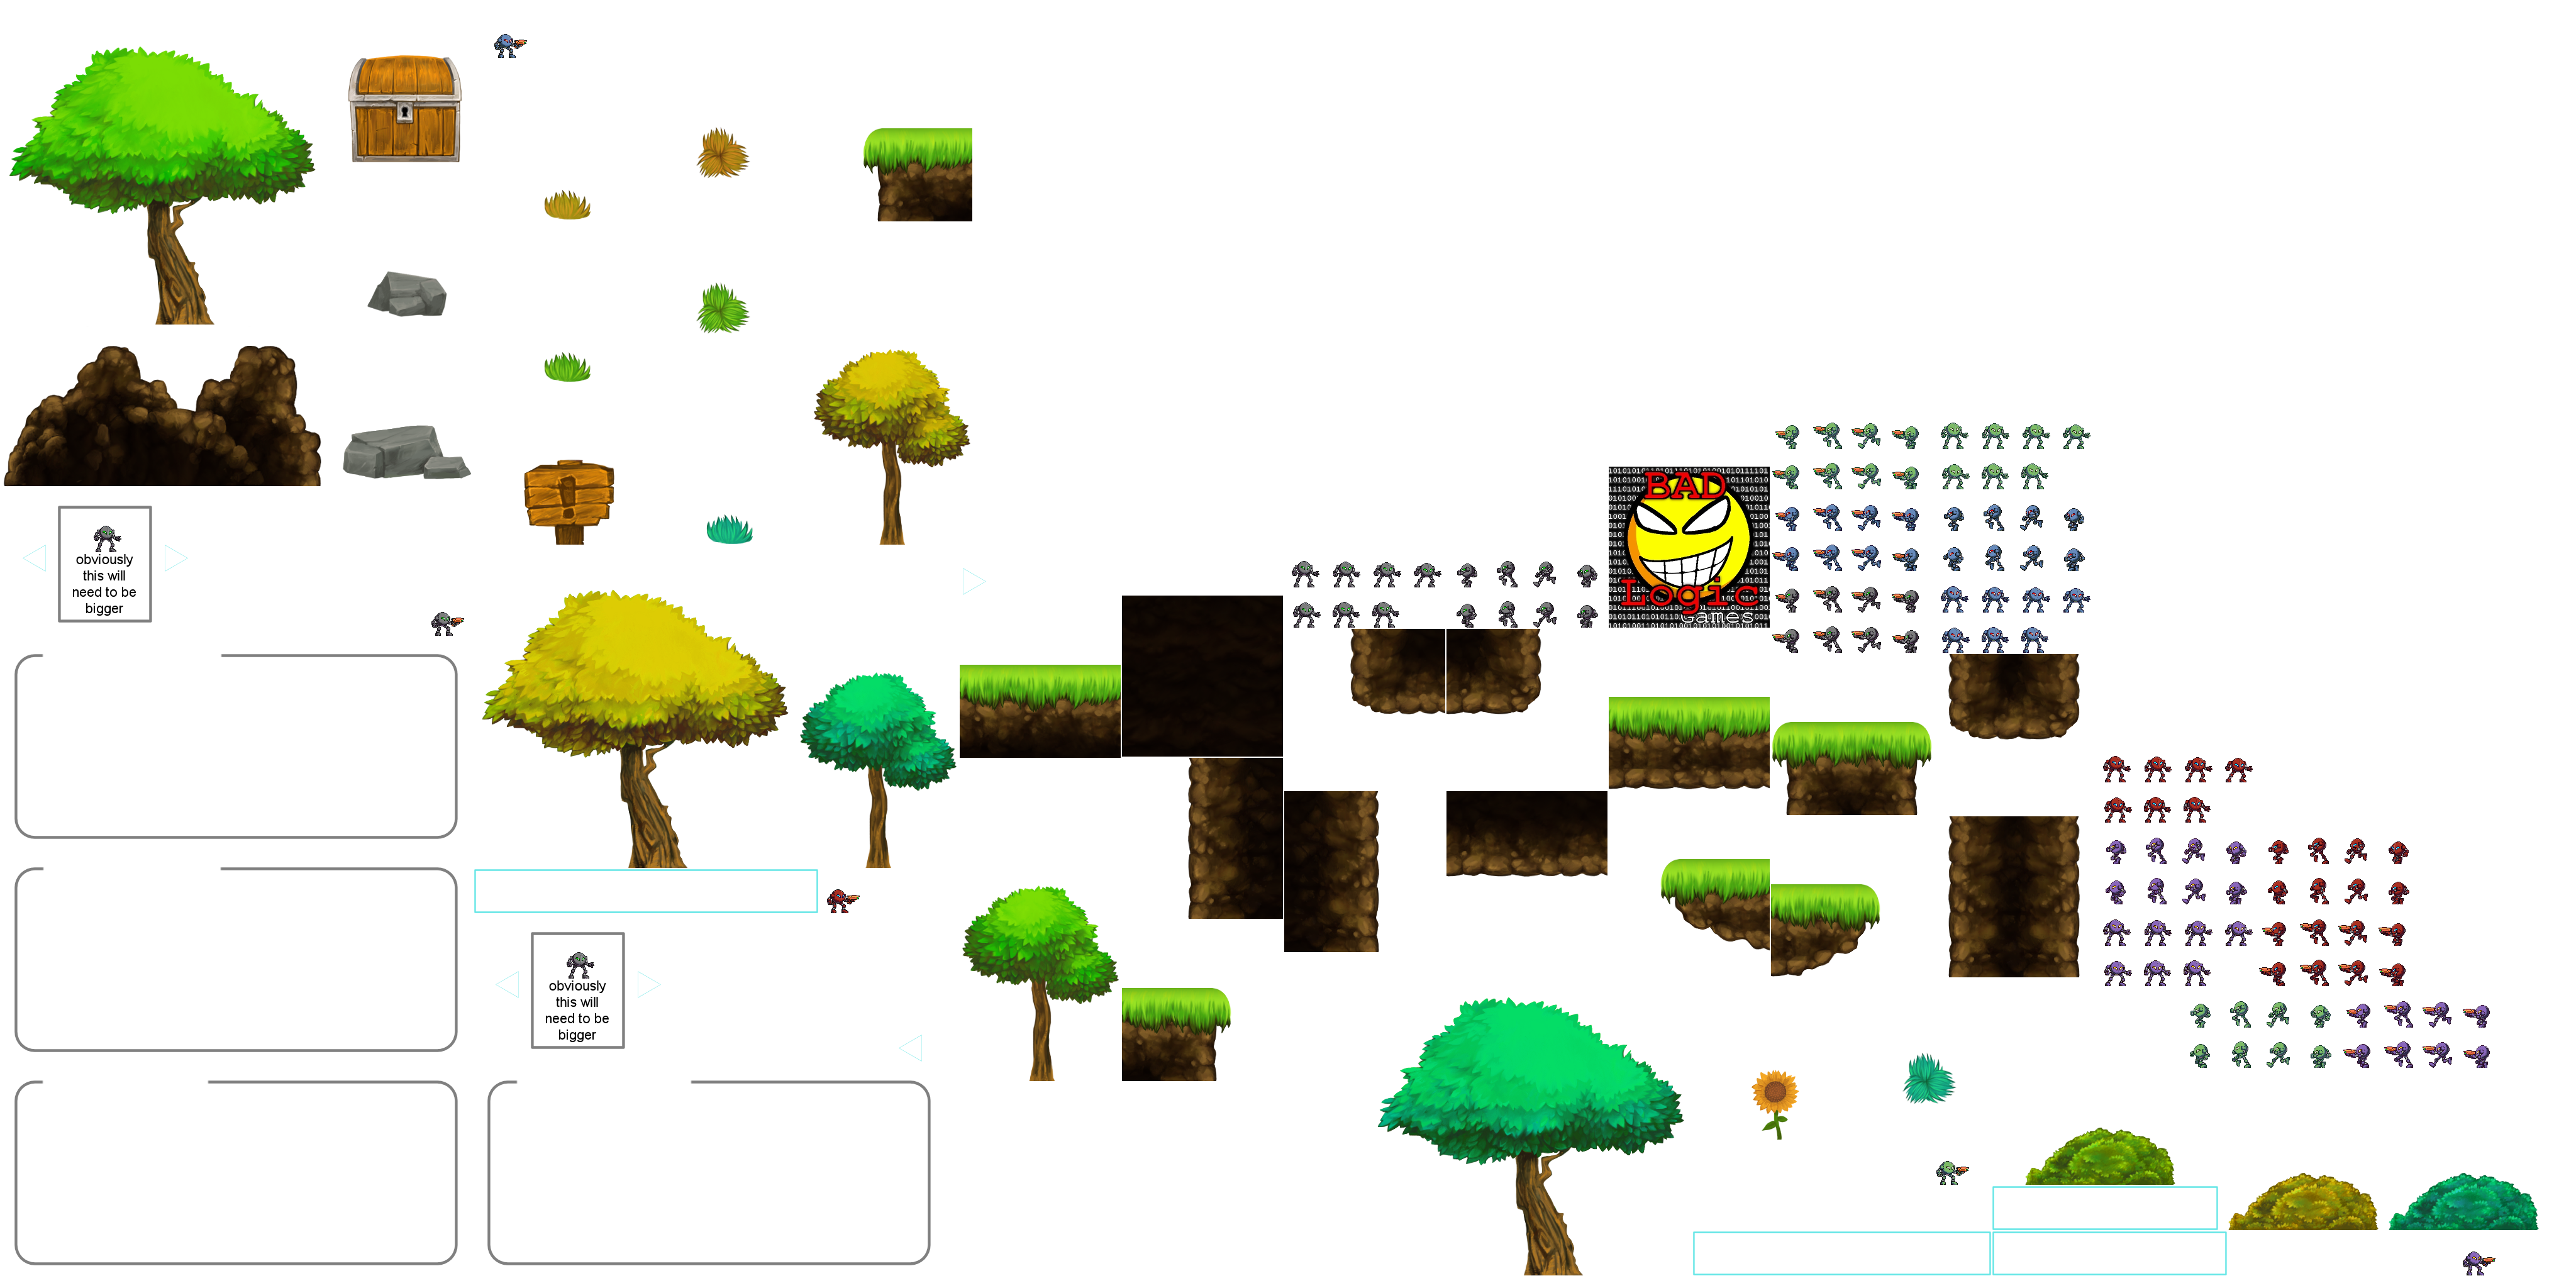 BAD
Logic
Games
obviously
this will
need to be
bigger
obviously
this will
need to be
bigger